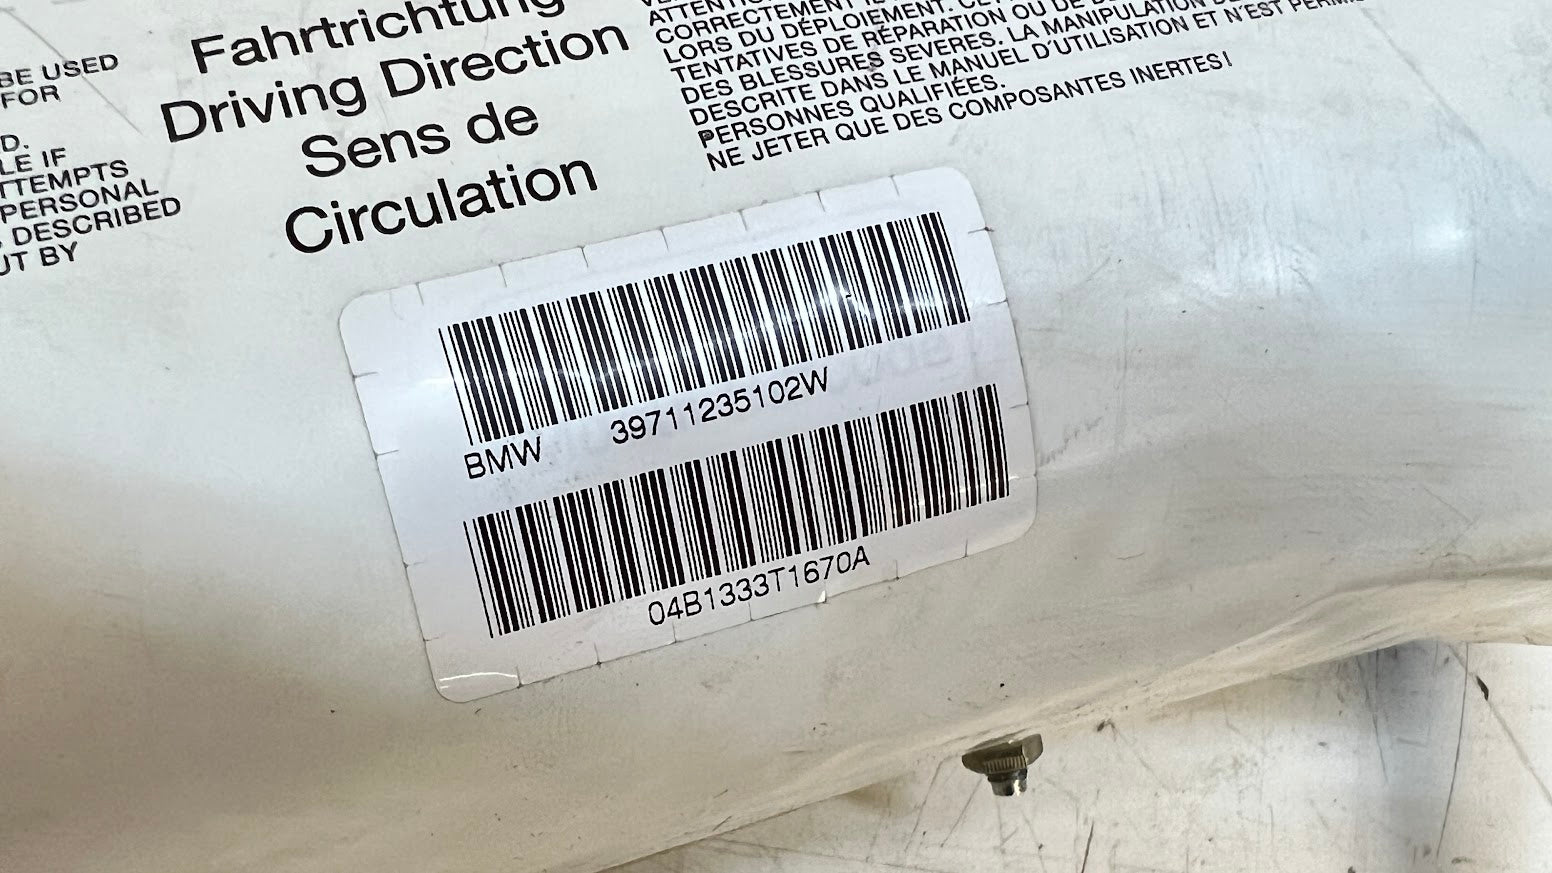 BE USED
FOR
D.
LE IF
TTEMPTS
PERSONAL
DESCRIBED
UT BY
Fahrtrichtung
Driving Direction
Sens de
Circulation
CORRECTEMENT
LORS DU DÉPLOIEMENT.
TENTATIVES DE RÉPARATION OU DE
DES BLESSURES SEVERES. LA MANIPULATION
DESCRITE DANS LE MANUEL D'UTILISATION ET N'EST PERMI
PERSONNES QUALIFIÉES.
NE JETER QUE DES COMPOSANTES INERTES!
BMW 39711235102W
04B1333T1670A